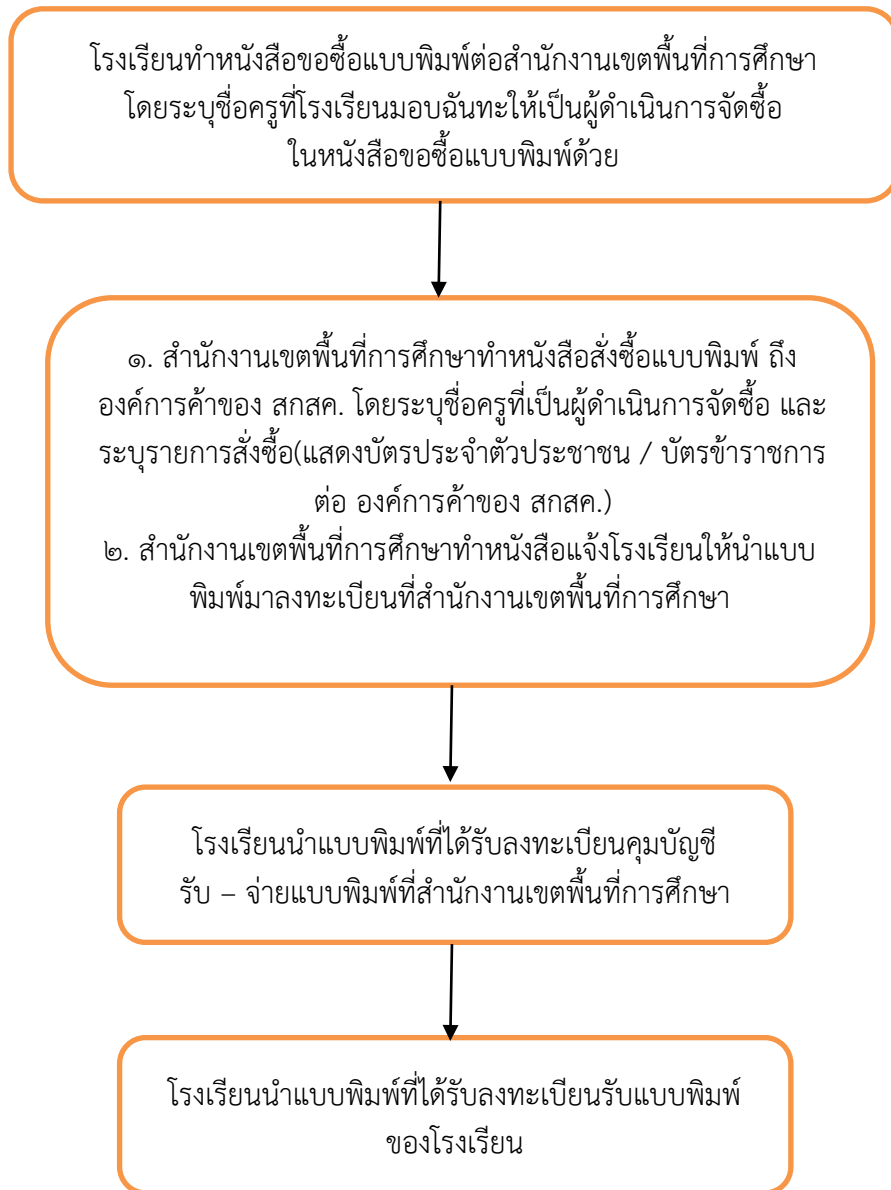 โรงเรียนทำหนังสือขอซื้อแบบพิมพ์ต่อสำนักงานเขตพื้นที่การศึกษา
โดยระบุชื่อครูที่โรงเรียนมอบฉันทะให้เป็นผู้ดำเนินการจัดซื้อ
ในหนังสือขอซื้อแบบพิมพ์ด้วย
๑. สำนักงานเขตพื้นที่การศึกษาทำหนังสือสั่งซื้อแบบพิมพ์ ถึง
องค์การค้าของ สกสค. โดยระบุชื่อครูที่เป็นผู้ดำเนินการจัดซื้อ และ
ระบุรายการสั่งซื้อ(แสดงบัตรประจำตัวประชาชน / บัตรข้าราชการ
ต่อ องค์การค้าของ สกสค.)
๒. สำนักงานเขตพื้นที่การศึกษาทำหนังสือแจ้งโรงเรียนให้นำแบบ
พิมพ์มาลงทะเบียนที่สำนักงานเขตพื้นที่การศึกษา
โรงเรียนนำแบบพิมพ์ที่ได้รับลงทะเบียนคุมบัญชี
รับ – จ่ายแบบพิมพ์ที่สำนักงานเขตพื้นที่การศึกษา
โรงเรียนนำแบบพิมพ์ที่ได้รับลงทะเบียนรับแบบพิมพ์
ของโรงเรียน